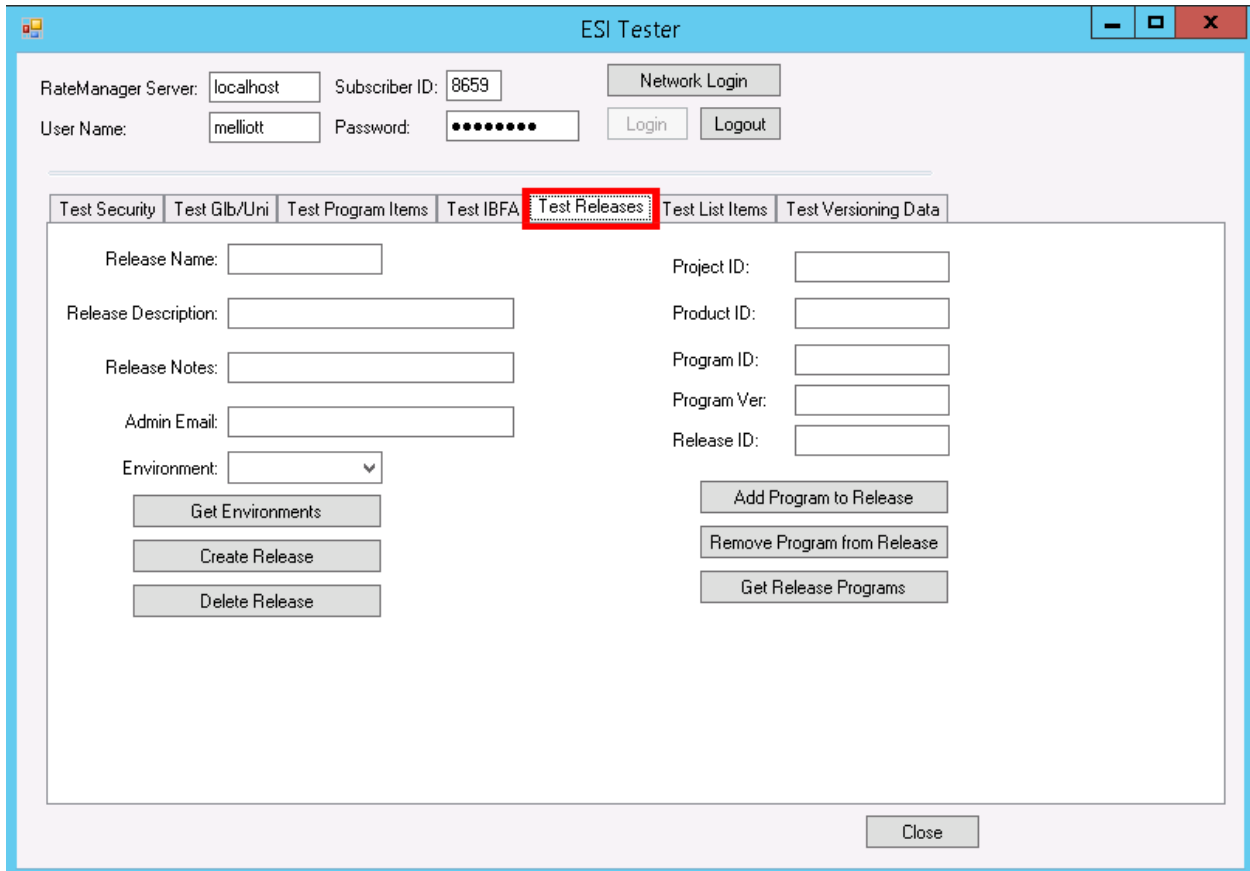 ESI Tester
RateManager Server: localhost Subscriber ID: 8659 Network Login
User Name: melliott Password: ●●●●●●●● Login Logout
Test Security Test Glb/Uni Test Program Items Test IBFA Test Releases Test List Items Test Versioning Data
Release Name: Project ID:
Release Description: Product ID:
Release Notes: Program ID:
Program Ver:
Admin Email: Release ID:
Environment:
Get Environments Add Program to Release
Create Release Remove Program from Release
Delete Release Get Release Programs
Close